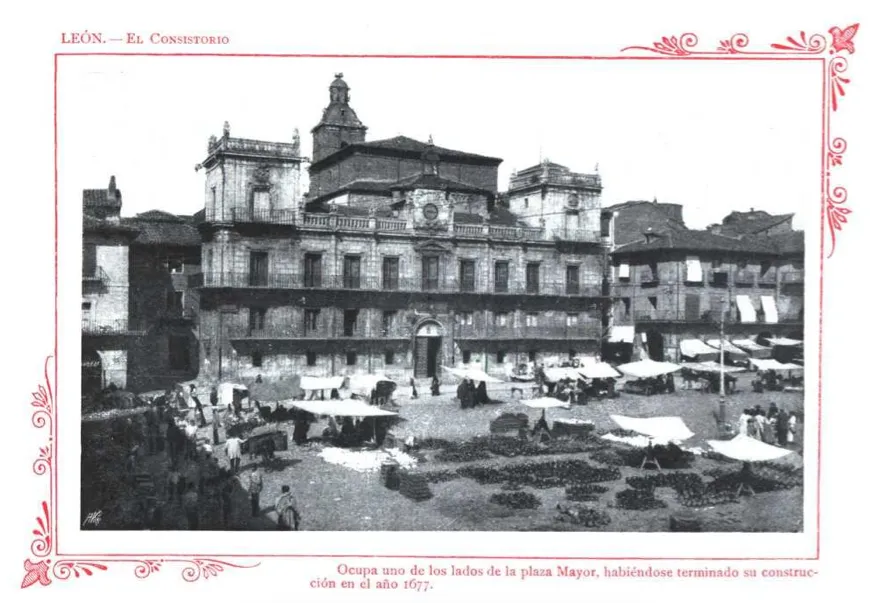 LEÓN. — EL CONSISTORIO
Ocupa uno de los lados de la plaza Mayor, habiéndose terminado su construc-
ción en el año 1677.